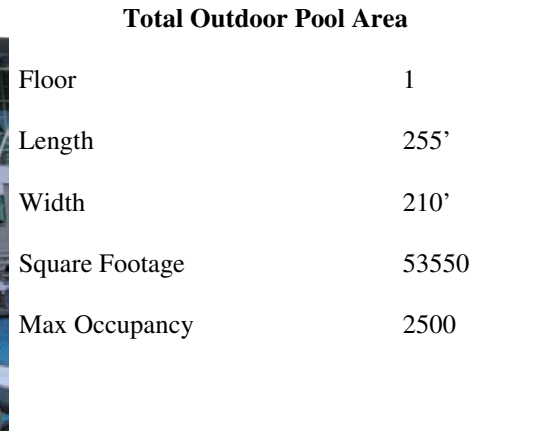 Total Outdoor Pool Area
Floor 1
Length 255’
Width 210’
Square Footage 53550
Max Occupancy 2500